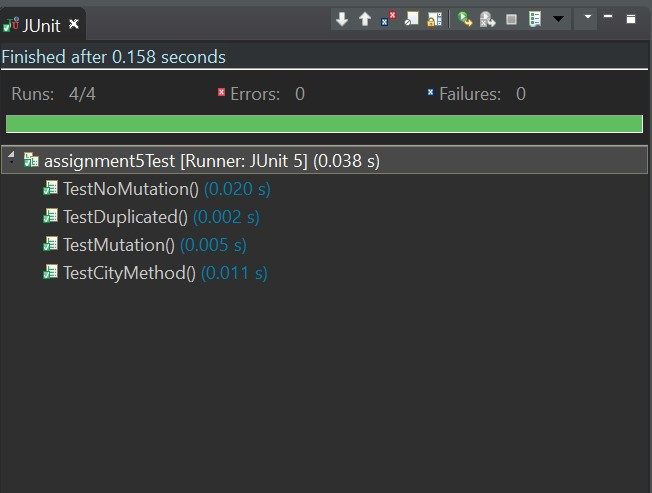 JUnit
Finished after 0.158 seconds
Runs: 4/4 Errors: 0 Failures: 0
assignment5Test [Runner: JUnit 5] (0.038 s)
TestNoMutation() (0.020 s)
TestDuplicated() (0.002 s)
TestMutation() (0.005 s)
TestCityMethod() (0.011 s)